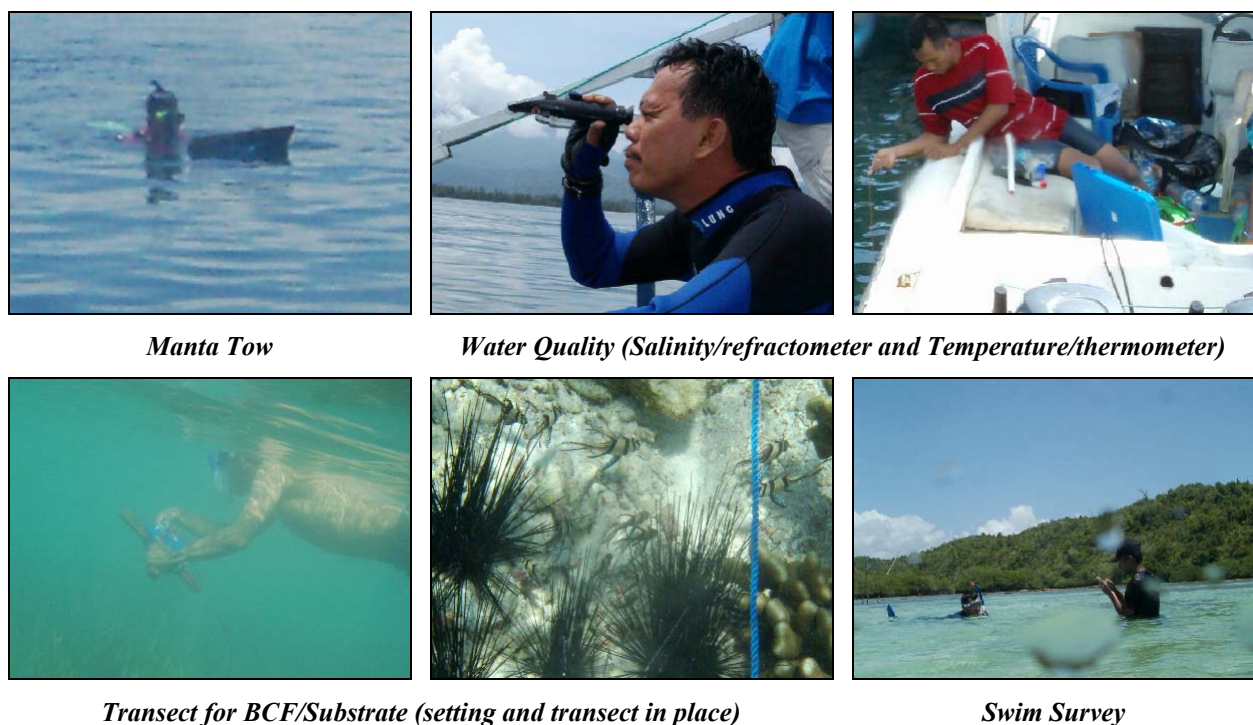 LUNG
Manta Tow
Water Quality (Salinity/refractometer and Temperature/thermometer)
Transect for BCF/Substrate (setting and transect in place)
Swim Survey